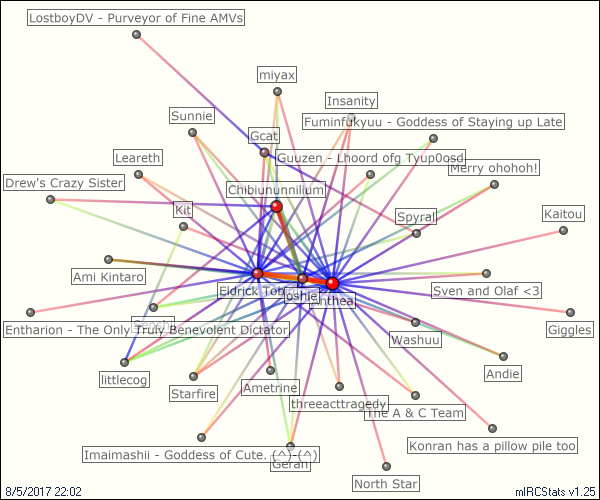 LostboyDV - Purveyor of Fine AMVs
miyax
Insanity
Sunnie
Fuminfukyuu - Goddess of Staying up Late
Gcat
Leareth
Guuzen - Lhoord ofg Tyup0osd
Merry ohohoh!
Drew's Crazy Sister
Chibiununnilium
Kit
Spyral
Kaitou
Ami Kintaro
Eldrick Tobin
Joshie
Anthea
Sven and Olaf <3
Entharion - The Only Truly Benevolent Dictator
Giggles
Washuu
Andie
littlecog
Starfire
Ametrine
threeacttragedy
The A & C Team
Imaimashii - Goddess of Cute. (^)-(^)
Konran has a pillow pile too
Geran
North Star
8/5/2017 22:02
mIRCStats v1.25